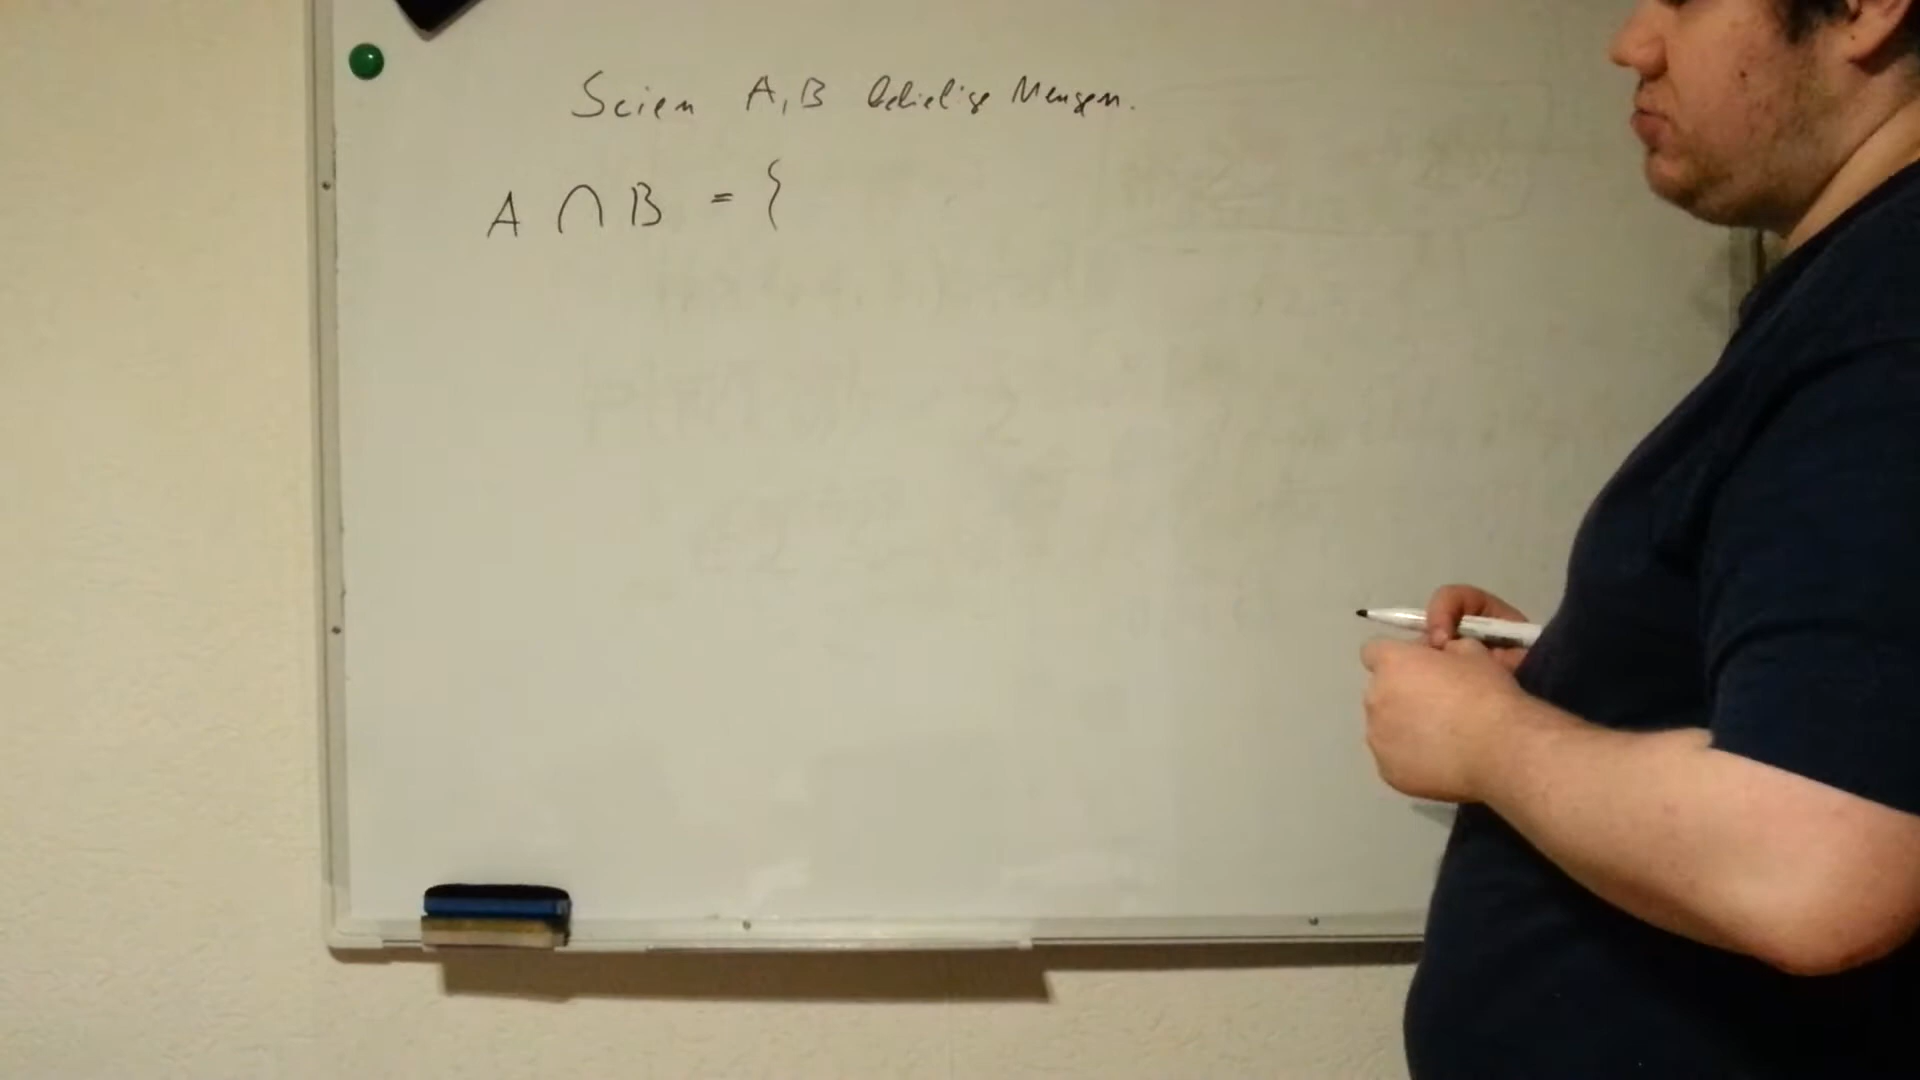 Seien A, B beliebige Mengen.
A ∩ B = {